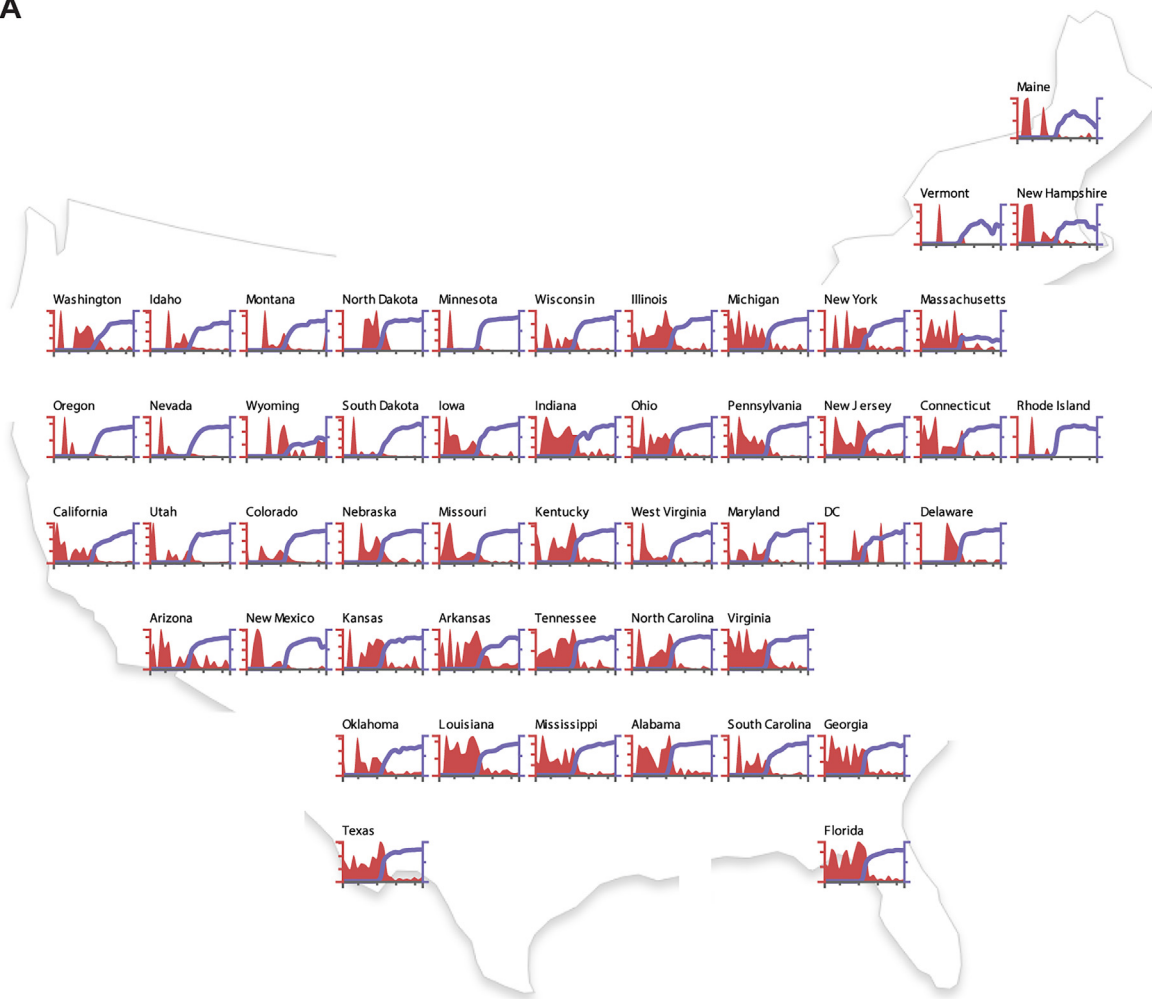 A
Maine
Vermont New Hampshire
Washington Idaho Montana North Dakota Minnesota Wisconsin Illinois Michigan New York Massachusetts
Oregon Nevada Wyoming South Dakota Iowa Indiana Ohio Pennsylvania New Jersey Connecticut Rhode Island
California Utah Colorado Nebraska Missouri Kentucky West Virginia Maryland DC Delaware
Arizona New Mexico Kansas Arkansas Tennessee North Carolina Virginia
Oklahoma Louisiana Mississippi Alabama South Carolina Georgia
Texas Florida